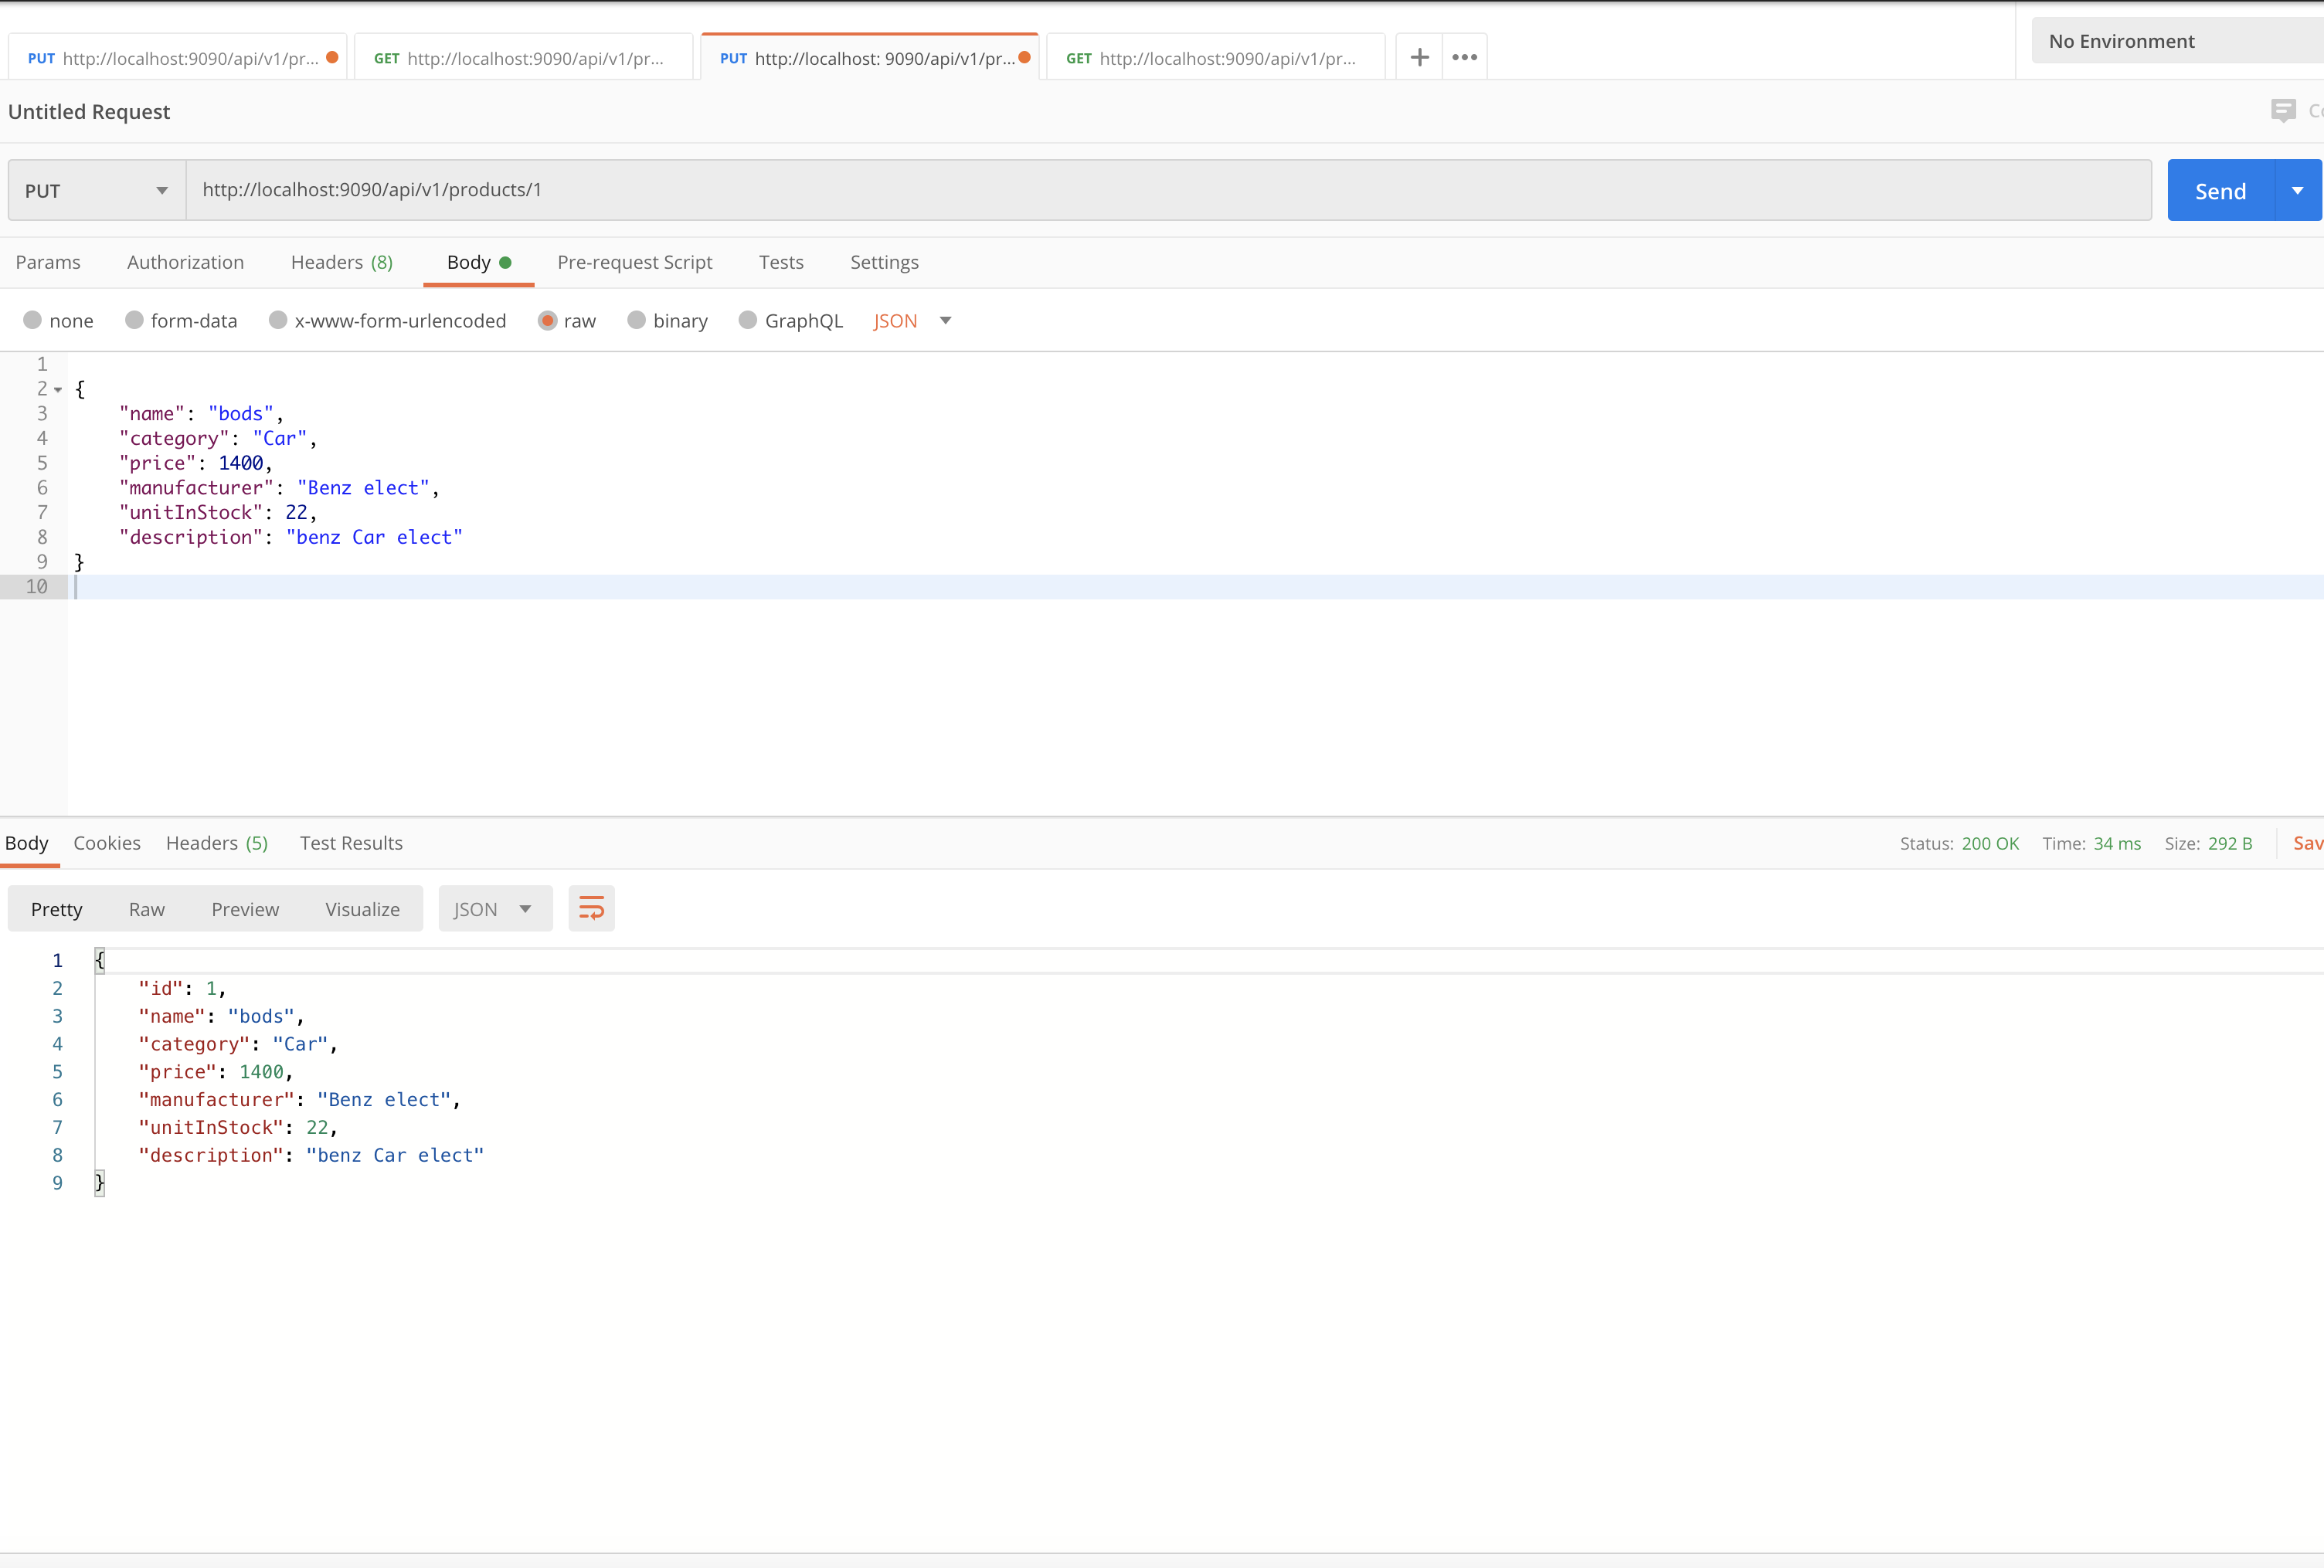 PUT http://localhost:9090/api/v1/pr... GET http://localhost:9090/api/v1/pr... PUT http://localhost: 9090/api/v1/pr... GET http://localhost:9090/api/v1/pr... No Environment
Untitled Request
PUT http://localhost:9090/api/v1/products/1 Send
Params Authorization Headers (8) Body Pre-request Script Tests Settings
none form-data x-www-form-urlencoded raw binary GraphQL JSON
1
2 {
3 "name": "bods",
4 "category": "Car",
5 "price": 1400,
6 "manufacturer": "Benz elect",
7 "unitInStock": 22,
8 "description": "benz Car elect"
9 }
10
Body Cookies Headers (5) Test Results Status: 200 OK Time: 34 ms Size: 292 B
Pretty Raw Preview Visualize JSON
1 {
2 "id": 1,
3 "name": "bods",
4 "category": "Car",
5 "price": 1400,
6 "manufacturer": "Benz elect",
7 "unitInStock": 22,
8 "description": "benz Car elect"
9 }